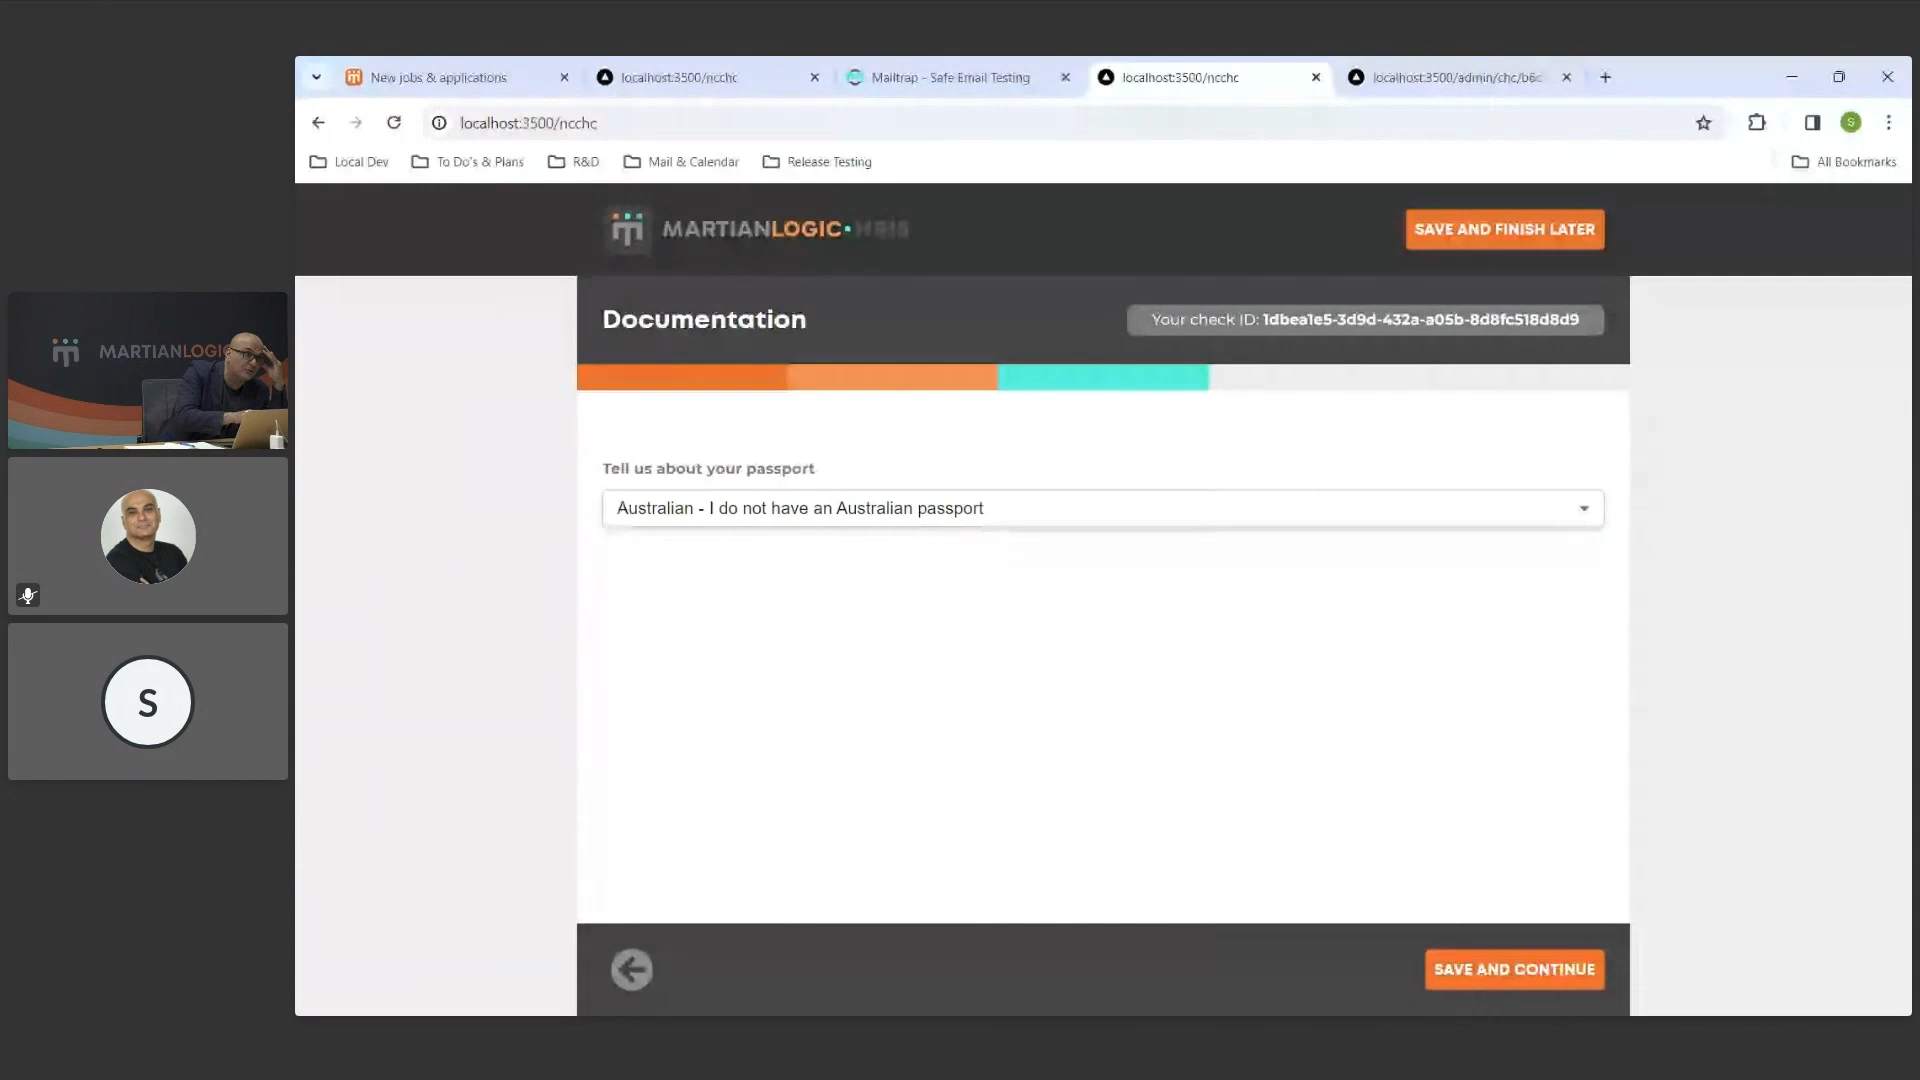 New jobs & applications
localhost:3500/ncchc
Mailtrap - Safe Email Testing
localhost:3500/ncchc
localhost:3500/admin/chc/b6c
localhost:3500/ncchc
S
Local Dev
To Do's & Plans
R&D
Mail & Calendar
Release Testing
All Bookmarks
MARTIANLOGIC HRIS
SAVE AND FINISH LATER
Documentation
Your check ID: 1dbea1e5-3d9d-432a-a05b-8d8fc518d8d9
MARTIANLOGIC
Tell us about your passport
Australian - I do not have an Australian passport
S
SAVE AND CONTINUE